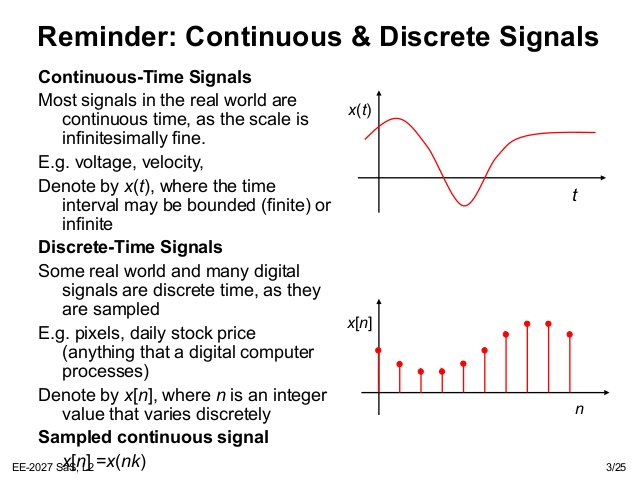 Reminder: Continuous & Discrete Signals
Continuous-Time Signals
Most signals in the real world are
continuous time, as the scale is
infinitesimally fine.
E.g. voltage, velocity,
Denote by x(t), where the time
interval may be bounded (finite) or
infinite
Discrete-Time Signals
Some real world and many digital
signals are discrete time, as they
are sampled
E.g. pixels, daily stock price
(anything that a digital computer
processes)
Denote by x[n], where n is an integer
value that varies discretely
Sampled continuous signal
x[n] =x(nk)
x(t)
t
x[n]
n
EE-2027 SaS, L2
3/25